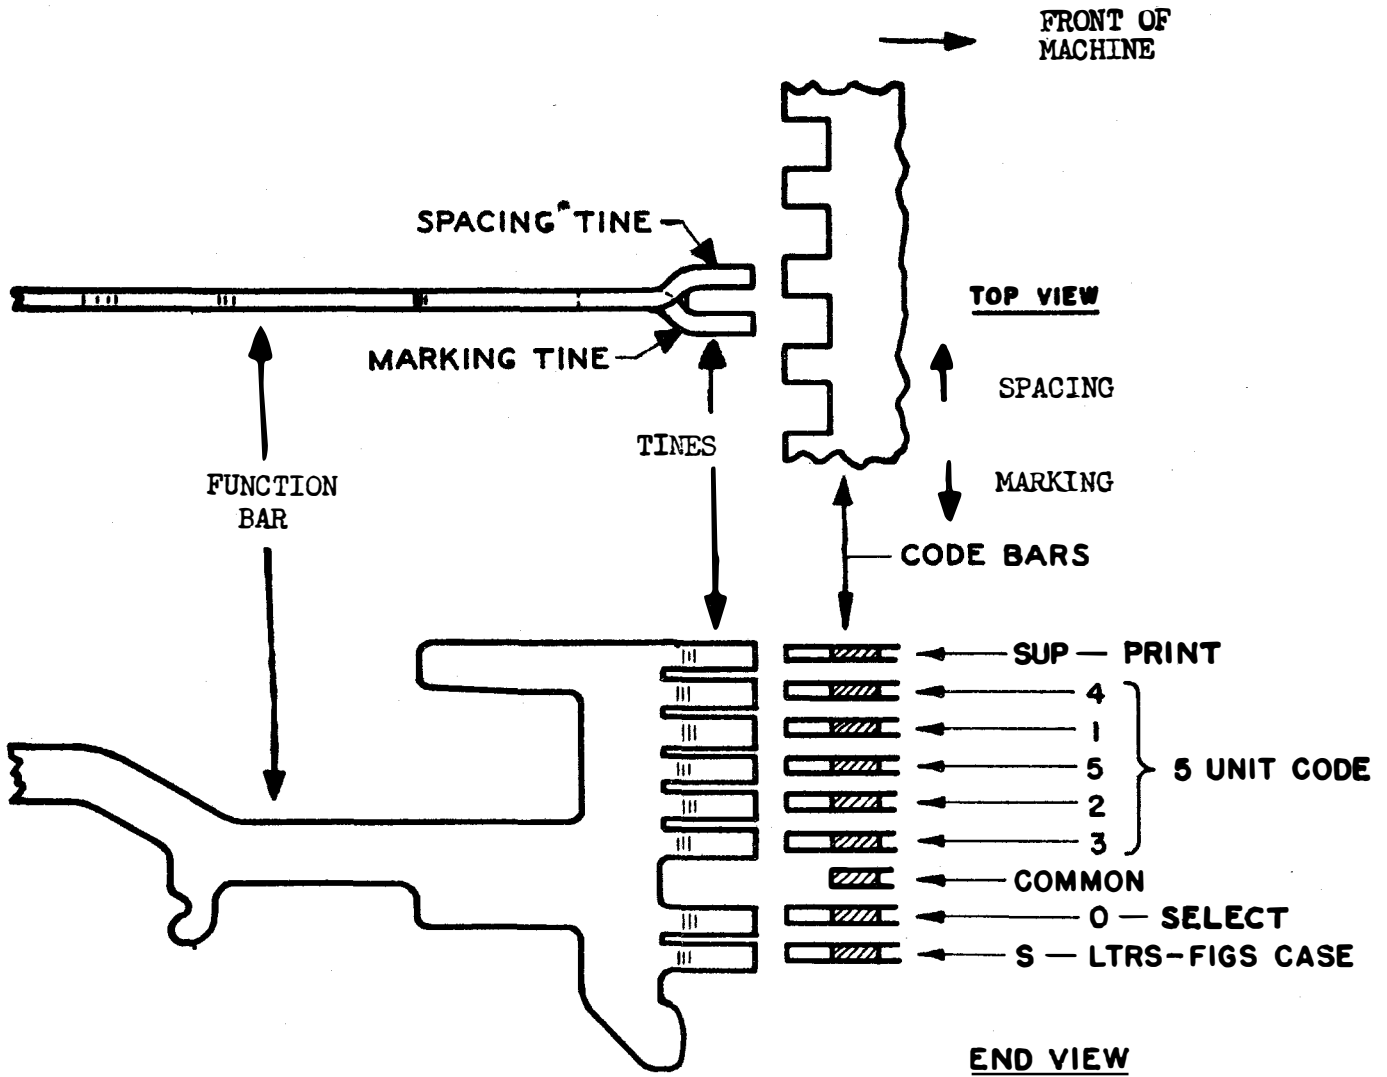 FRONT OF
MACHINE
SPACING TINE
TOP VIEW
MARKING TINE
SPACING
TINES
FUNCTION
BAR
MARKING
CODE BARS
SUP — PRINT
4
1
5
5 UNIT CODE
2
3
COMMON
O — SELECT
S — LTRS-FIGS CASE
END VIEW